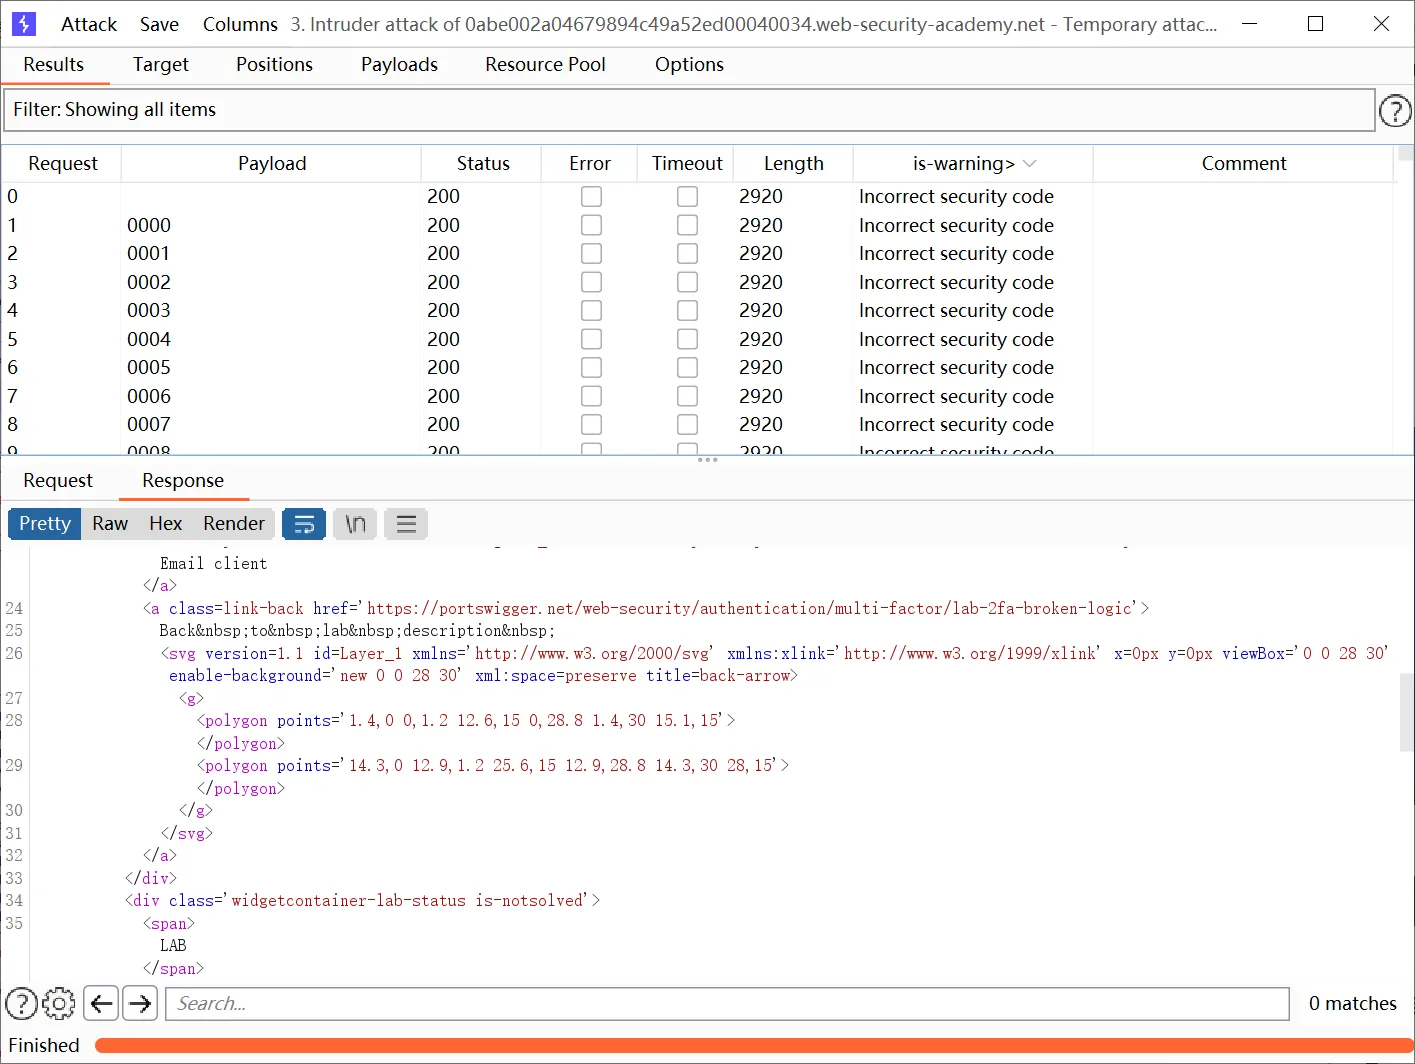 Attack Save Columns 3. Intruder attack of 0abe002a04679894c49a52ed00040034.web-security-academy.net - Temporary attac...
Results Target Positions Payloads Resource Pool Options
Filter: Showing all items
Request Payload Status Error Timeout Length is-warning> Comment
0 200 2920 Incorrect security code
1 0000 200 2920 Incorrect security code
2 0001 200 2920 Incorrect security code
3 0002 200 2920 Incorrect security code
4 0003 200 2920 Incorrect security code
5 0004 200 2920 Incorrect security code
6 0005 200 2920 Incorrect security code
7 0006 200 2920 Incorrect security code
8 0007 200 2920 Incorrect security code
9 0008 200 2920 Incorrect security code
Request Response
Pretty Raw Hex Render \n
Email client
</a>
24 <a class=link-back href='https://portswigger.net/web-security/authentication/multi-factor/lab-2fa-broken-logic'>
25 Back&nbsp;to&nbsp;lab&nbsp;description&nbsp;
26 <svg version=1.1 id=Layer_1 xmlns='http://www.w3.org/2000/svg' xmlns:xlink='http://www.w3.org/1999/xlink' x=0px y=0px viewBox='0 0 28 30'
enable-background='new 0 0 28 30' xml:space=preserve title=back-arrow>
27 <g>
28 <polygon points='1.4,0 0,1.2 12.6,15 0,28.8 1.4,30 15.1,15'>
</polygon>
29 <polygon points='14.3,0 12.9,1.2 25.6,15 12.9,28.8 14.3,30 28,15'>
</polygon>
30 </g>
31 </svg>
32 </a>
33 </div>
34 <div class='widgetcontainer-lab-status is-notsolved'>
35 <span>
LAB
</span>
Search... 0 matches
Finished